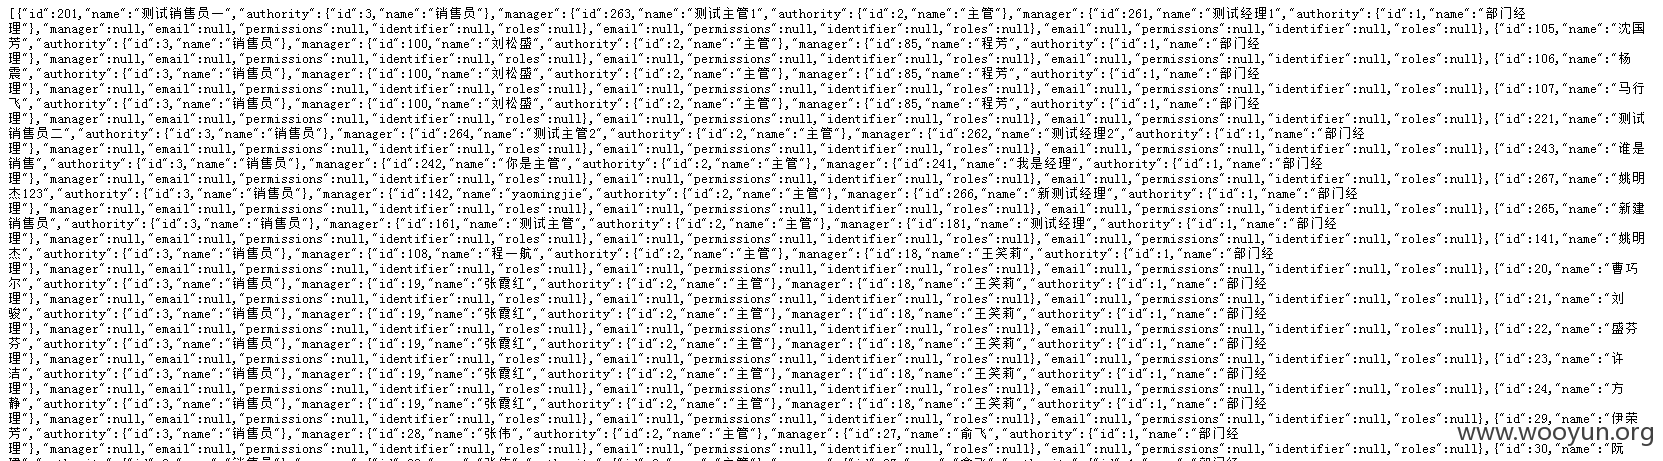 [{"id":201,"name":"测试销售员一","authority":{"id":3,"name":"销售员"},"manager":{"id":263,"name":"测试主管1","authority":{"id":2,"name":"主管"},"manager":{"id":261,"name":"测试经理1","authority":{"id":1,"name":"部门经
理"},"manager":null,"email":null,"permissions":null,"identifier":null,"roles":null},"email":null,"permissions":null,"identifier":null,"roles":null},"email":null,"permissions":null,"identifier":null,"roles":null},{"id":105,"name":"沈国
芳","authority":{"id":3,"name":"销售员"},"manager":{"id":100,"name":"刘松盛","authority":{"id":2,"name":"主管"},"manager":{"id":85,"name":"程芳","authority":{"id":1,"name":"部门经
理"},"manager":null,"email":null,"permissions":null,"identifier":null,"roles":null},"email":null,"permissions":null,"identifier":null,"roles":null},"email":null,"permissions":null,"identifier":null,"roles":null},{"id":106,"name":"杨
震","authority":{"id":3,"name":"销售员"},"manager":{"id":100,"name":"刘松盛","authority":{"id":2,"name":"主管"},"manager":{"id":85,"name":"程芳","authority":{"id":1,"name":"部门经
理"},"manager":null,"email":null,"permissions":null,"identifier":null,"roles":null},"email":null,"permissions":null,"identifier":null,"roles":null},"email":null,"permissions":null,"identifier":null,"roles":null},{"id":107,"name":"马行
飞","authority":{"id":3,"name":"销售员"},"manager":{"id":100,"name":"刘松盛","authority":{"id":2,"name":"主管"},"manager":{"id":85,"name":"程芳","authority":{"id":1,"name":"部门经
理"},"manager":null,"email":null,"permissions":null,"identifier":null,"roles":null},"email":null,"permissions":null,"identifier":null,"roles":null},"email":null,"permissions":null,"identifier":null,"roles":null},{"id":221,"name":"测试
销售员二","authority":{"id":3,"name":"销售员"},"manager":{"id":264,"name":"测试主管2","authority":{"id":2,"name":"主管"},"manager":{"id":262,"name":"测试经理2","authority":{"id":1,"name":"部门经
理"},"manager":null,"email":null,"permissions":null,"identifier":null,"roles":null},"email":null,"permissions":null,"identifier":null,"roles":null},"email":null,"permissions":null,"identifier":null,"roles":null},{"id":243,"name":"谁是
销售","authority":{"id":3,"name":"销售员"},"manager":{"id":242,"name":"你是主管","authority":{"id":2,"name":"主管"},"manager":{"id":241,"name":"我是经理","authority":{"id":1,"name":"部门经
理"},"manager":null,"email":null,"permissions":null,"identifier":null,"roles":null},"email":null,"permissions":null,"identifier":null,"roles":null},"email":null,"permissions":null,"identifier":null,"roles":null},{"id":267,"name":"姚明
杰123","authority":{"id":3,"name":"销售员"},"manager":{"id":142,"name":"yaomingjie","authority":{"id":2,"name":"主管"},"manager":{"id":266,"name":"新测试经理","authority":{"id":1,"name":"部门经
理"},"manager":null,"email":null,"permissions":null,"identifier":null,"roles":null},"email":null,"permissions":null,"identifier":null,"roles":null},"email":null,"permissions":null,"identifier":null,"roles":null},{"id":265,"name":"新建
销售员","authority":{"id":3,"name":"销售员"},"manager":{"id":161,"name":"测试主管","authority":{"id":2,"name":"主管"},"manager":{"id":181,"name":"测试经理","authority":{"id":1,"name":"部门经
理"},"manager":null,"email":null,"permissions":null,"identifier":null,"roles":null},"email":null,"permissions":null,"identifier":null,"roles":null},"email":null,"permissions":null,"identifier":null,"roles":null},{"id":141,"name":"姚明
杰","authority":{"id":3,"name":"销售员"},"manager":{"id":108,"name":"程一航","authority":{"id":2,"name":"主管"},"manager":{"id":18,"name":"王笑莉","authority":{"id":1,"name":"部门经
理"},"manager":null,"email":null,"permissions":null,"identifier":null,"roles":null},"email":null,"permissions":null,"identifier":null,"roles":null},"email":null,"permissions":null,"identifier":null,"roles":null},{"id":20,"name":"曹巧
尔","authority":{"id":3,"name":"销售员"},"manager":{"id":19,"name":"张霞红","authority":{"id":2,"name":"主管"},"manager":{"id":18,"name":"王笑莉","authority":{"id":1,"name":"部门经
理"},"manager":null,"email":null,"permissions":null,"identifier":null,"roles":null},"email":null,"permissions":null,"identifier":null,"roles":null},"email":null,"permissions":null,"identifier":null,"roles":null},{"id":21,"name":"刘
骏","authority":{"id":3,"name":"销售员"},"manager":{"id":19,"name":"张霞红","authority":{"id":2,"name":"主管"},"manager":{"id":18,"name":"王笑莉","authority":{"id":1,"name":"部门经
理"},"manager":null,"email":null,"permissions":null,"identifier":null,"roles":null},"email":null,"permissions":null,"identifier":null,"roles":null},"email":null,"permissions":null,"identifier":null,"roles":null},{"id":22,"name":"盛芬
芬","authority":{"id":3,"name":"销售员"},"manager":{"id":19,"name":"张霞红","authority":{"id":2,"name":"主管"},"manager":{"id":18,"name":"王笑莉","authority":{"id":1,"name":"部门经
理"},"manager":null,"email":null,"permissions":null,"identifier":null,"roles":null},"email":null,"permissions":null,"identifier":null,"roles":null},"email":null,"permissions":null,"identifier":null,"roles":null},{"id":23,"name":"许
洁","authority":{"id":3,"name":"销售员"},"manager":{"id":19,"name":"张霞红","authority":{"id":2,"name":"主管"},"manager":{"id":18,"name":"王笑莉","authority":{"id":1,"name":"部门经
理"},"manager":null,"email":null,"permissions":null,"identifier":null,"roles":null},"email":null,"permissions":null,"identifier":null,"roles":null},"email":null,"permissions":null,"identifier":null,"roles":null},{"id":24,"name":"方
静","authority":{"id":3,"name":"销售员"},"manager":{"id":19,"name":"张霞红","authority":{"id":2,"name":"主管"},"manager":{"id":18,"name":"王笑莉","authority":{"id":1,"name":"部门经
理"},"manager":null,"email":null,"permissions":null,"identifier":null,"roles":null},"email":null,"permissions":null,"identifier":null,"roles":null},"email":null,"permissions":null,"identifier":null,"roles":null},{"id":29,"name":"伊荣
芳","authority":{"id":3,"name":"销售员"},"manager":{"id":28,"name":"张伟","authority":{"id":2,"name":"主管"},"manager":{"id":27,"name":"俞飞","authority":{"id":1,"name":"部门经
理"},"manager":null,"email":null,"permissions":null,"identifier":null,"roles":null},"email":null,"permissions":null,"identifier":null,"roles":null},"email":null,"permissions":null,"identifier":null,"roles":null},{"id":30,"name":"阮
www.wooyun.org